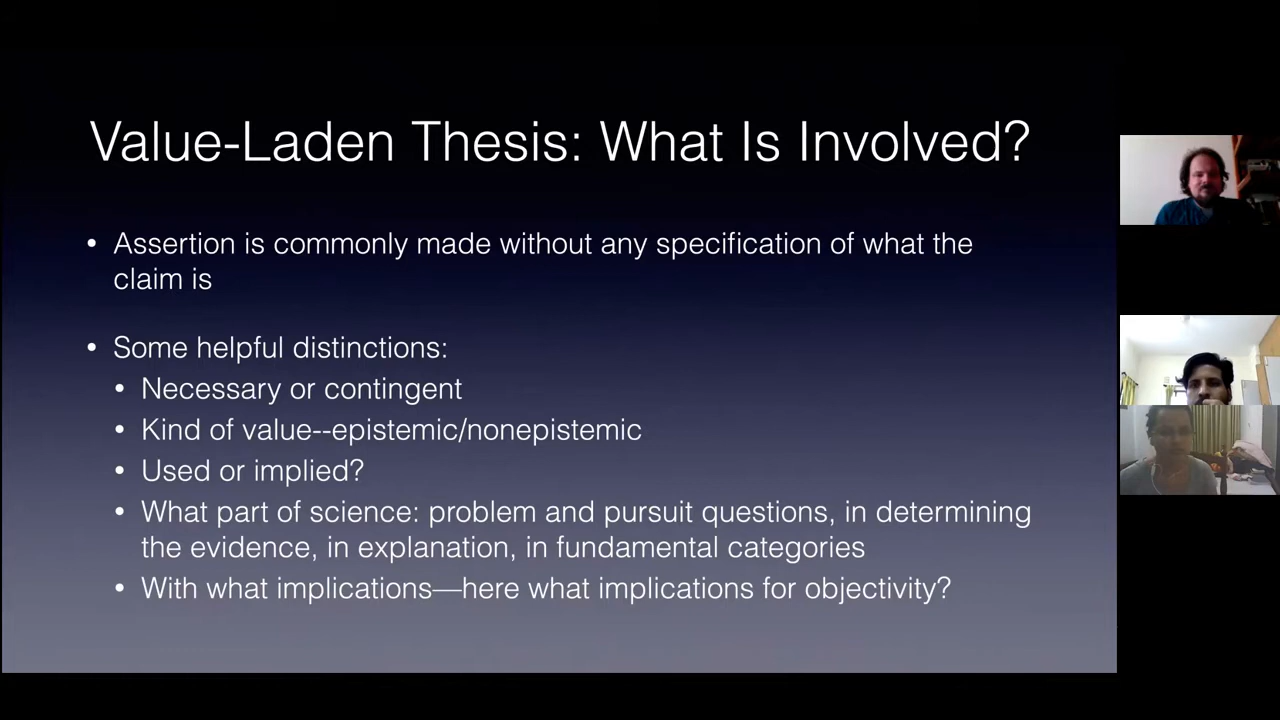 Value-Laden Thesis: What Is Involved?
• Assertion is commonly made without any specification of what the
claim is
• Some helpful distinctions:
• Necessary or contingent
• Kind of value--epistemic/nonepistemic
• Used or implied?
• What part of science: problem and pursuit questions, in determining
the evidence, in explanation, in fundamental categories
• With what implications—here what implications for objectivity?